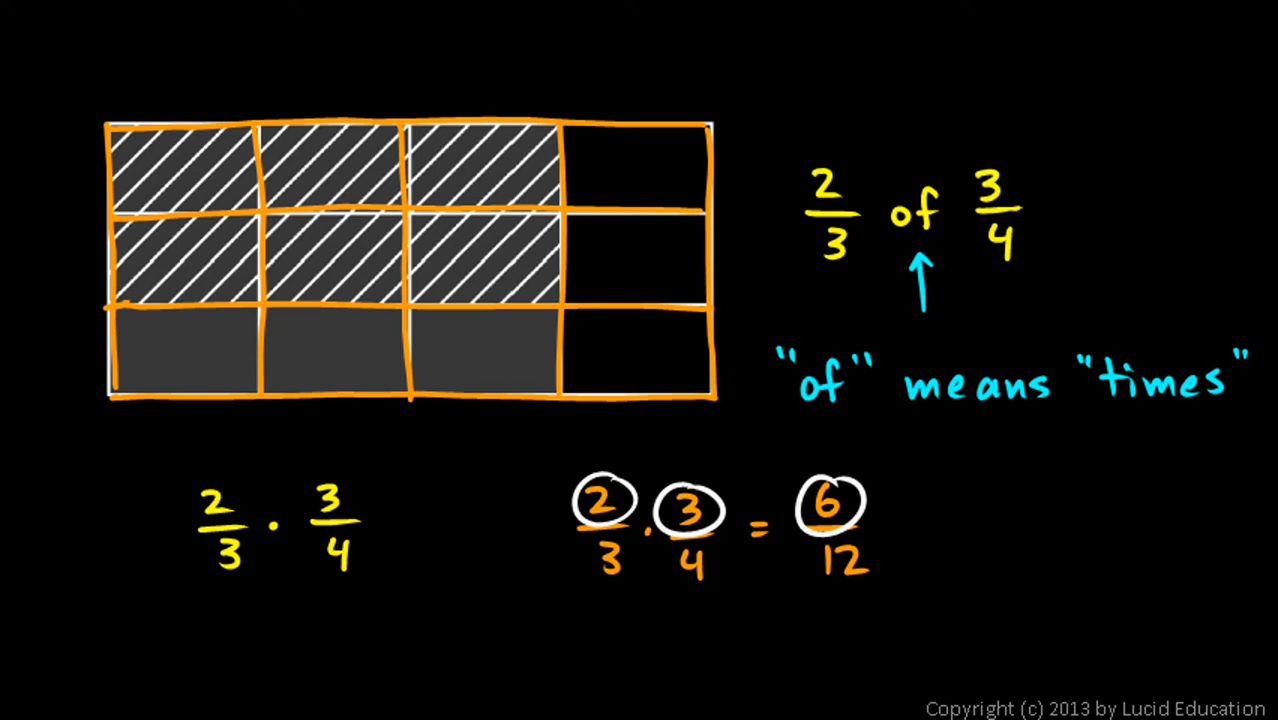 2/3 of 3/4
"of" means "times"
2/3 · 3/4
2/3 · 3/4 = 6/12
Copyright (c) 2013 by Lucid Education